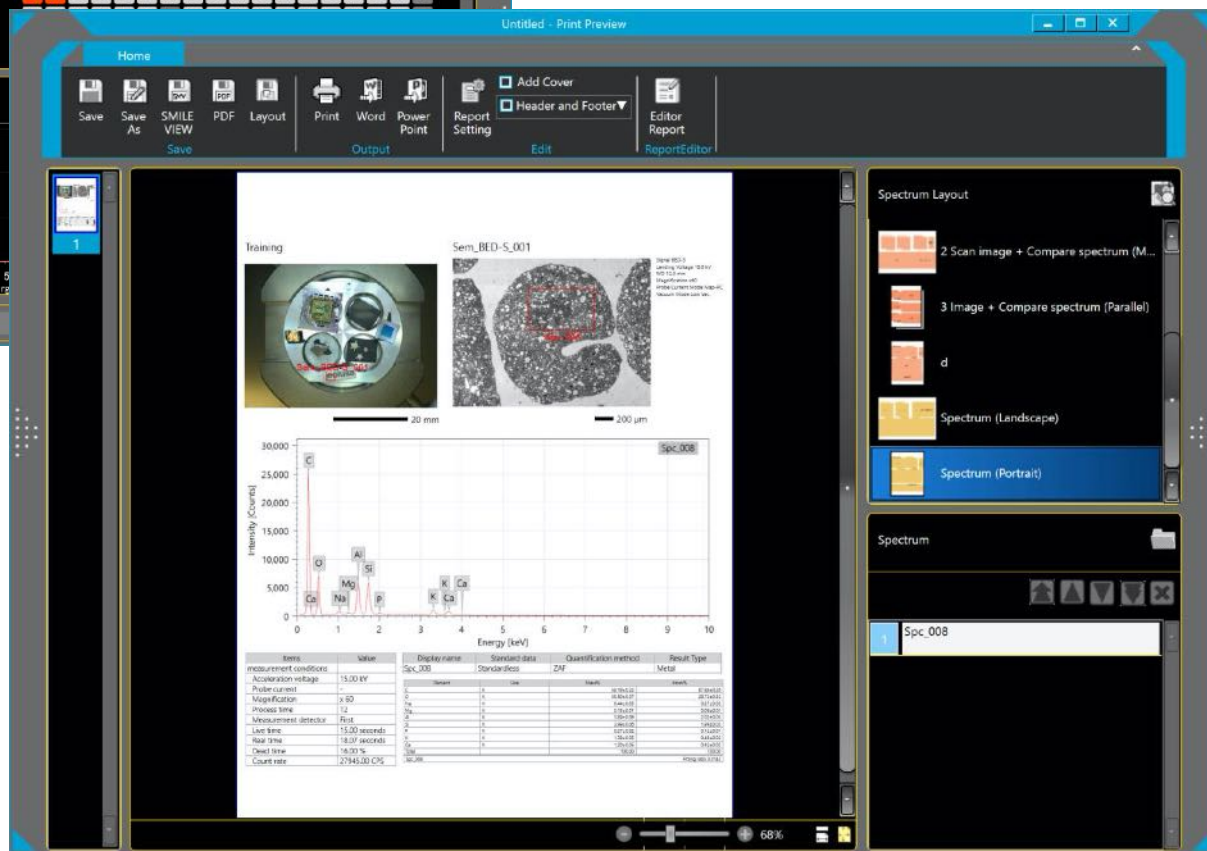 Untitled - Print Preview
Home
Save
Save As
SMILE VIEW
PDF
Layout
Save
Print
Word
Power Point
Output
Report Setting
Add Cover
Header and Footer▼
Edit
Editor Report
ReportEditor
1
Training
Sem_BED-S_001
20 mm
200 µm
Spc_008
Intensity [Counts]
30,000
25,000
20,000
15,000
10,000
5,000
0
C
O
Ca
Na
Mg
Al
Si
P
K
K
Ca
Ca
0 1 2 3 4 5 6 7 8 9 10
Energy [keV]
Items Value
measurement conditions
Acceleration voltage 15.00 kV
Probe current -
Magnification x 60
Process time 12
Measurement detector First
Live time 15.00 seconds
Real time 18.07 seconds
Dead time 16.00 %
Count rate 27945.00 CPS
Display name Standard data Quantification method Result Type
Spc_008 Standardless ZAF Metal
68%
Spectrum Layout
2 Scan image + Compare spectrum (M...
3 Image + Compare spectrum (Parallel)
d
Spectrum (Landscape)
Spectrum (Portrait)
Spectrum
1 Spc_008